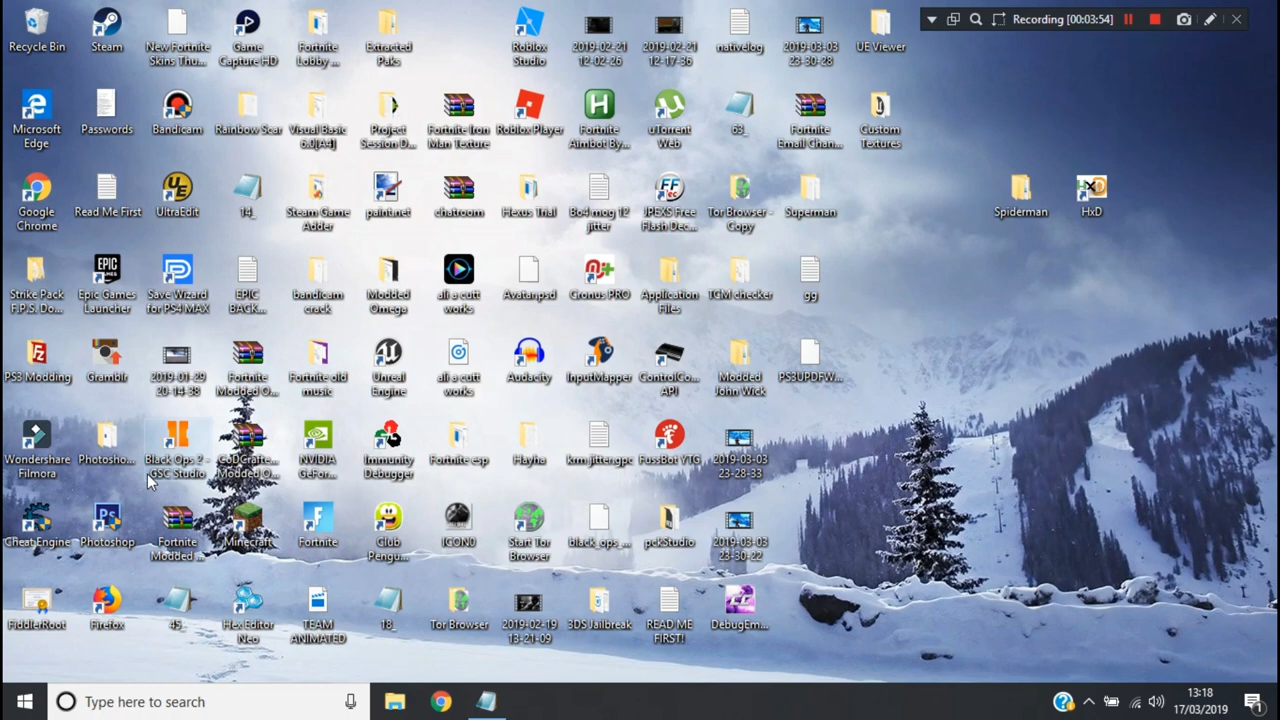 Recording [00:03:54]
Recycle Bin
Steam
New Fortnite
Skins Thu...
Game
Capture HD
Fortnite
Lobby ...
Extracted
Paks
Roblox
Studio
2019-02-21
12-02-26
2019-02-21
12-17-36
nativelog
2019-03-03
23-30-28
UE Viewer
Microsoft
Edge
Passwords
Bandicam
Rainbow Scar
Visual Basic
6.0[A4]
Project
Session D...
Fortnite Iron
Man Texture
Roblox Player
Fortnite
Aimbot By...
uTorrent
Web
63_
Fortnite
Email Chan...
Custom
Textures
Google
Chrome
Read Me First
UltraEdit
14_
Steam Game
Adder
paint.net
chatroom
Hexus Trial
Bo4 mog 12
jitter
JPEXS Free
Flash Dec...
Tor Browser -
Copy
Superman
Spiderman
HxD
Strike Pack
F.P.S. Do...
Epic Games
Launcher
Save Wizard
for PS4 MAX
EPIC
BACK...
bandicam
crack
Modded
Omega
ali a cutt
works
Avatar.psd
Cronus PRO
Application
Files
TCM checker
gg
PS3 Modding
Gramblr
2019-01-29
20-14-38
Fortnite
Modded O...
Fortnite old
music
Unreal
Engine
ali a cutt
works
Audacity
InputMapper
ControlCo...
API
Modded
John Wick
PS3UPDFW...
Wondershare
Filmora
Photosho...
Black Ops 2 -
GSC Studio
CoDCrafte...
Modded O...
NVIDIA
GeFor...
Immunity
Debugger
Fortnite esp
Hayha
krm jitter.gpc
FussBot YTG
2019-03-03
23-28-33
Cheat Engine
Photoshop
Fortnite
Modded ...
Minecraft
Fortnite
Club
Pengu...
ICON0
Start Tor
Browser
black_ops_...
pckStudio
2019-03-03
23-30-22
FiddlerRoot
Firefox
45_
Hex Editor
Neo
TEAM
ANIMATED
18_
Tor Browser
2019-02-19
18-21-09
3DS Jailbreak
READ ME
FIRST!
DebugEm...
Type here to search
13:18
17/03/2019